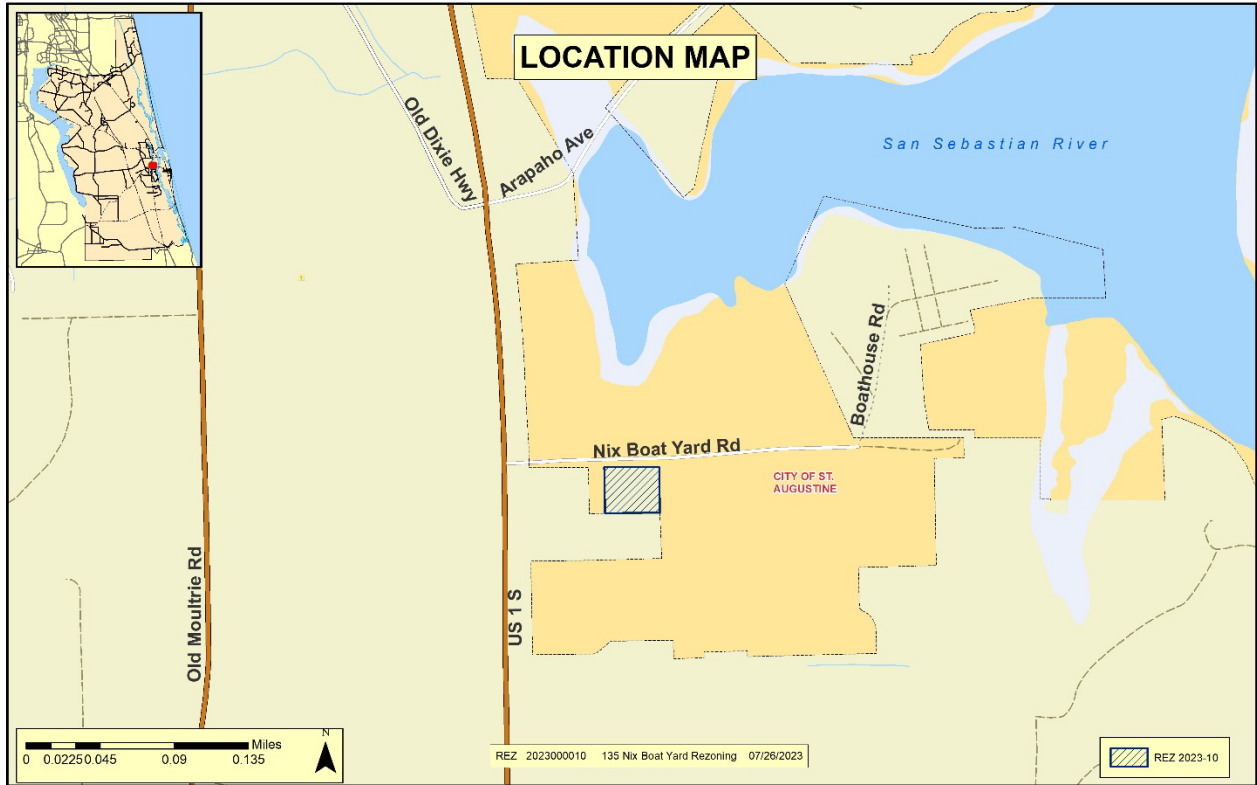 LOCATION MAP
Old Dixie Hwy
Arapaho Ave
San Sebastian River
Boathouse Rd
Nix Boat Yard Rd
CITY OF ST.
AUGUSTINE
Old Moultrie Rd
US 1 S
Miles
0 0.0225 0.045 0.09 0.135
N
REZ 2023000010 135 Nix Boat Yard Rezoning 07/26/2023
REZ 2023-10